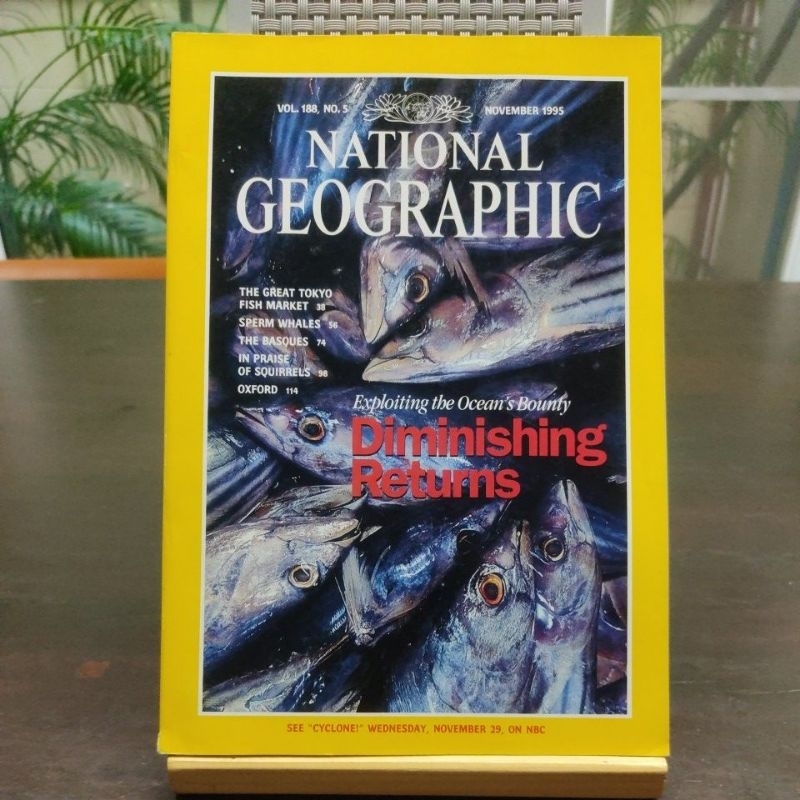 VOL. 188, NO. 5
NOVEMBER 1995
NATIONAL
GEOGRAPHIC
THE GREAT TOKYO
FISH MARKET 38
SPERM WHALES 56
THE BASQUES 74
IN PRAISE
OF SQUIRRELS 98
OXFORD 114
Exploiting the Ocean's Bounty
Diminishing
Returns
SEE "CYCLONE!" WEDNESDAY, NOVEMBER 29, ON NBC